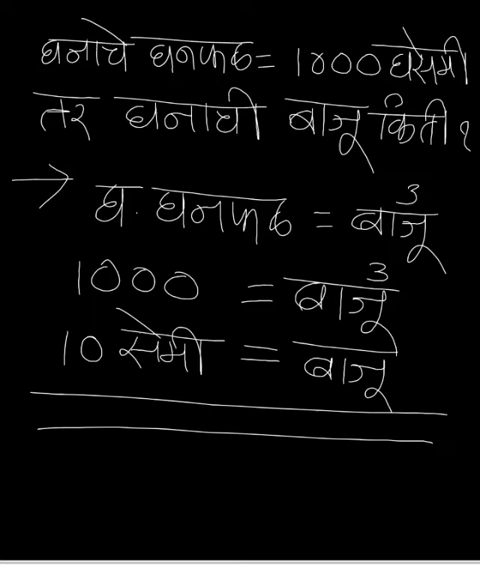 घनाचे घनफळ = 1000 घसेमी
तर घनाची बाजू किती?
→ घ. घनफळ = बाजू³
1000 = बाजू³
10 सेमी = बाजू